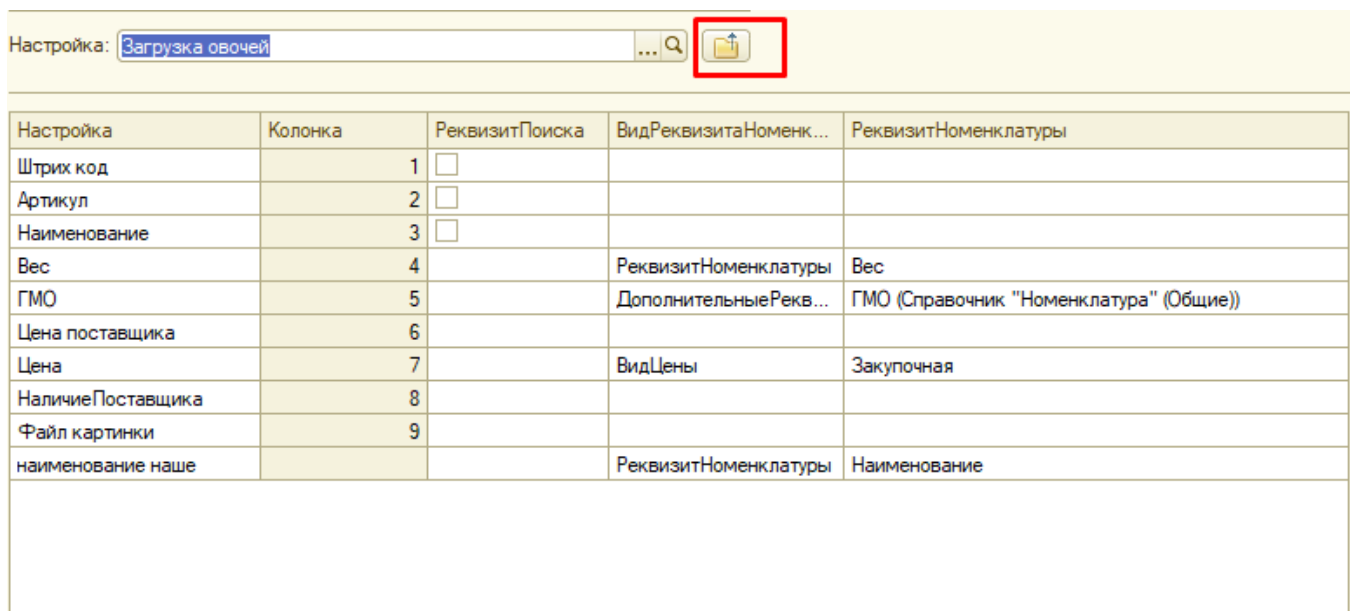 Настройка: Загрузка овочей ...
Настройка Колонка РеквизитПоиска ВидРеквизитаНоменк... РеквизитНоменклатуры
Штрих код 1
Артикул 2
Наименование 3
Вес 4 РеквизитНоменклатуры Вес
ГМО 5 ДополнительныеРекв... ГМО (Справочник "Номенклатура" (Общие))
Цена поставщика 6
Цена 7 ВидЦены Закупочная
НаличиеПоставщика 8
Файл картинки 9
наименование наше РеквизитНоменклатуры Наименование